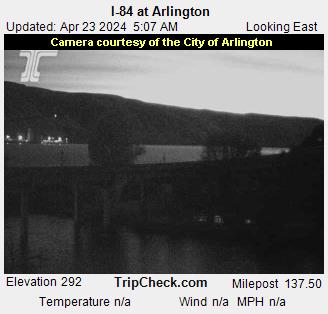 I-84 at Arlington
Updated: Apr 23 2024 5:07 AM Looking East
Camera courtesy of the City of Arlington
Elevation 292 TripCheck.com Milepost 137.50
Temperature n/a Wind n/a MPH n/a